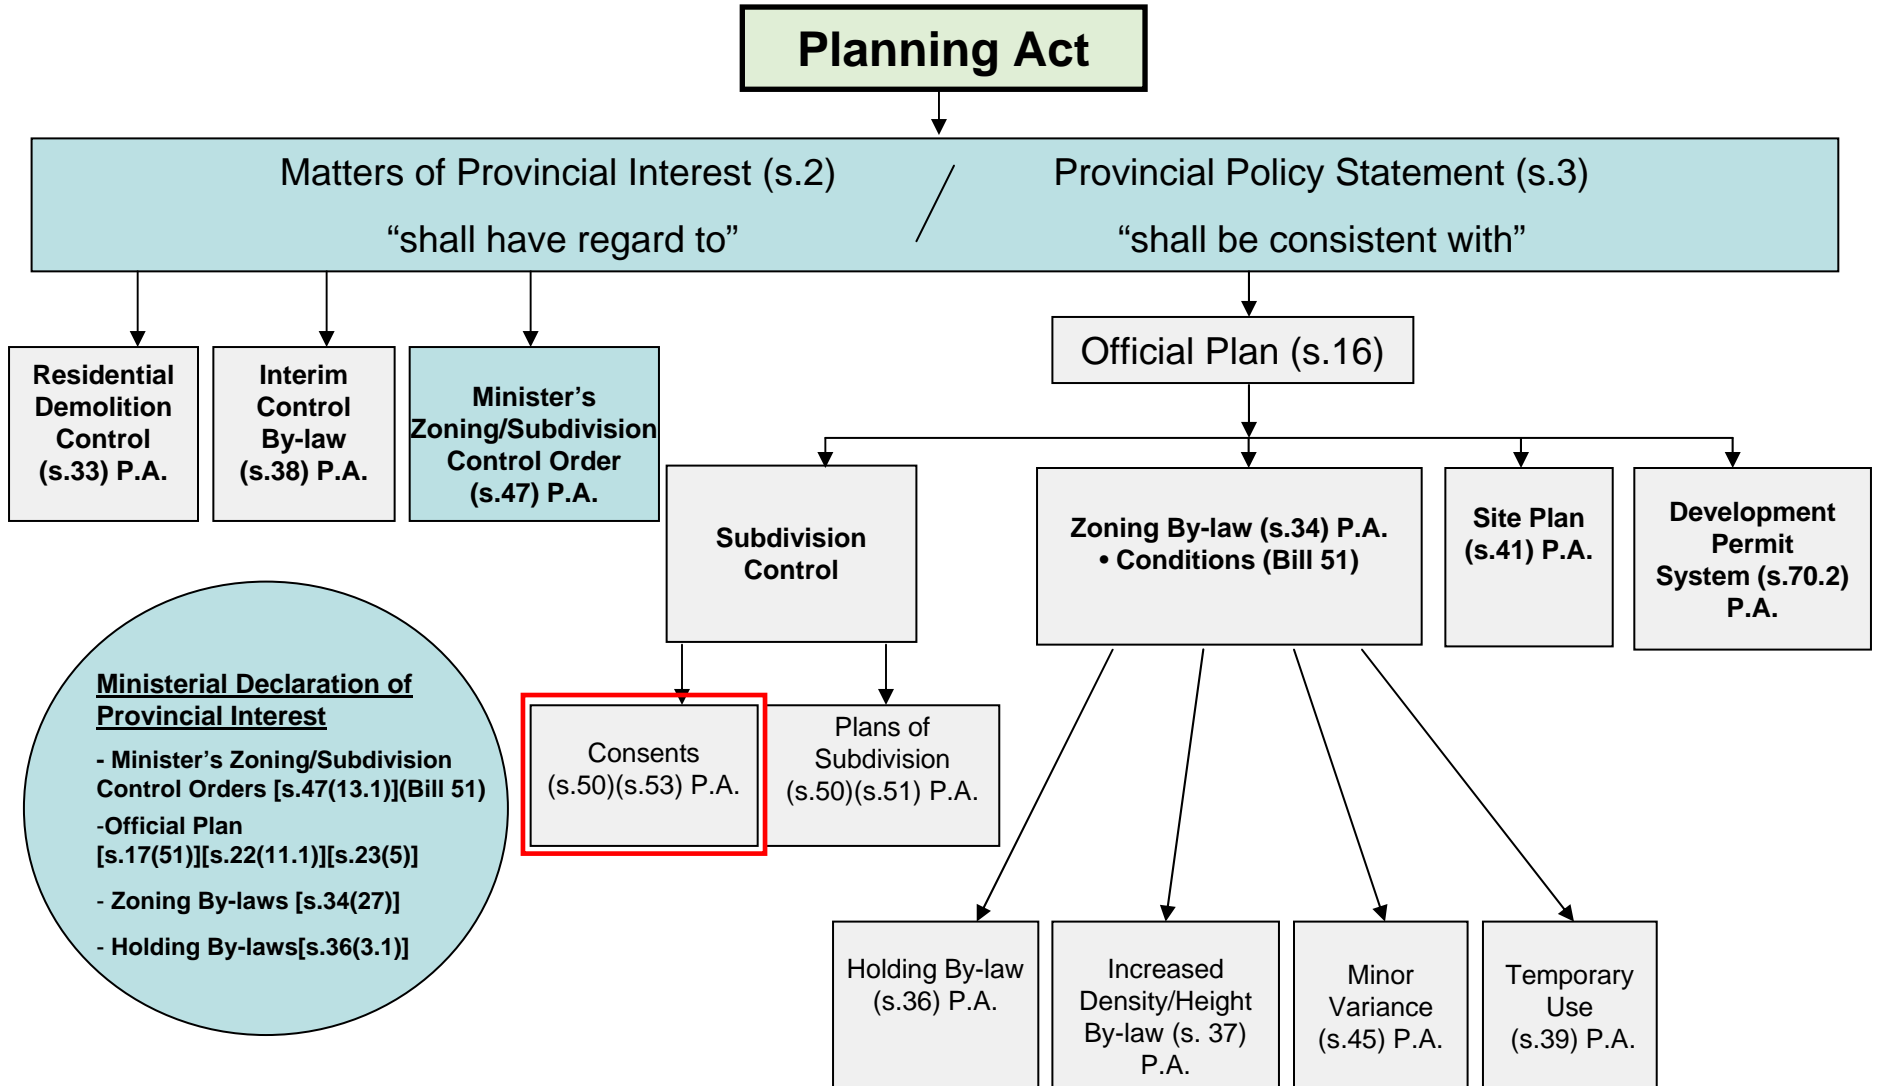 Planning Act
Matters of Provincial Interest (s.2) / Provincial Policy Statement (s.3)
“shall have regard to” “shall be consistent with”
Residential
Demolition
Control
(s.33) P.A.
Interim
Control
By-law
(s.38) P.A.
Minister’s
Zoning/Subdivision
Control Order
(s.47) P.A.
Official Plan (s.16)
Subdivision
Control
Zoning By-law (s.34) P.A.
• Conditions (Bill 51)
Site Plan
(s.41) P.A.
Development
Permit
System (s.70.2)
P.A.
Ministerial Declaration of
Provincial Interest
- Minister’s Zoning/Subdivision
Control Orders [s.47(13.1)](Bill 51)
-Official Plan
[s.17(51)][s.22(11.1)][s.23(5)]
- Zoning By-laws [s.34(27)]
- Holding By-laws[s.36(3.1)]
Consents
(s.50)(s.53) P.A.
Plans of
Subdivision
(s.50)(s.51) P.A.
Holding By-law
(s.36) P.A.
Increased
Density/Height
By-law (s. 37)
P.A.
Minor
Variance
(s.45) P.A.
Temporary
Use
(s.39) P.A.